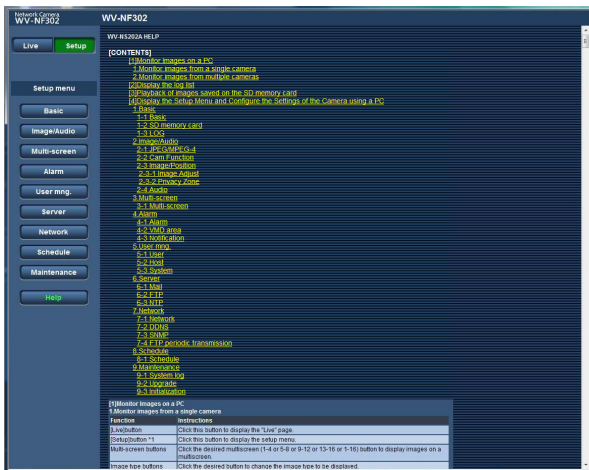 Network Camera
WV-NF302
WV-NF302
Live
Setup
Setup menu
Basic
Image/Audio
Multi-screen
Alarm
User mng.
Server
Network
Schedule
Maintenance
Help
WV-NS202A HELP
[CONTENTS]
[1]Monitor Images on a PC
1.Monitor images from a single camera
2.Monitor images from multiple cameras
[2]Display the log list
[3]Playback of images saved on the SD memory card
[4]Display the Setup Menu and Configure the Settings of the Camera using a PC
1.Basic
1-1 Basic
1-2 SD memory card
1-3 LOG
2.Image/Audio
2-1 JPEG/MPEG-4
2-2 Cam Function
2-3 Image/Position
2-3-1 Image Adjust
2-3-2 Privacy Zone
2-4 Audio
3.Multi-screen
3-1 Multi-screen
4.Alarm
4-1 Alarm
4-2 VMD area
4-3 Notification
5.User mng.
5-1 User
5-2 Host
5-3 System
6.Server
6-1 Mail
6-2 FTP
6-3 NTP
7.Network
7-1 Network
7-2 DDNS
7-3 SNMP
7-4 FTP periodic transmission
8.Schedule
8-1 Schedule
9.Maintenance
9-1 System log
9-2 Upgrade
9-3 Initialization
[1]Monitor Images on a PC
1.Monitor images from a single camera
Function Instructions
[Live]button Click this button to display the "Live" page.
[Setup]button *1 Click this button to display the setup menu.
Multi-screen buttons Click the desired multiscreen (1-4 or 5-8 or 9-12 or 13-16 or 1-16) button to display images on a
multiscreen.
Image type buttons Click the desired button to change the image type to be displayed.